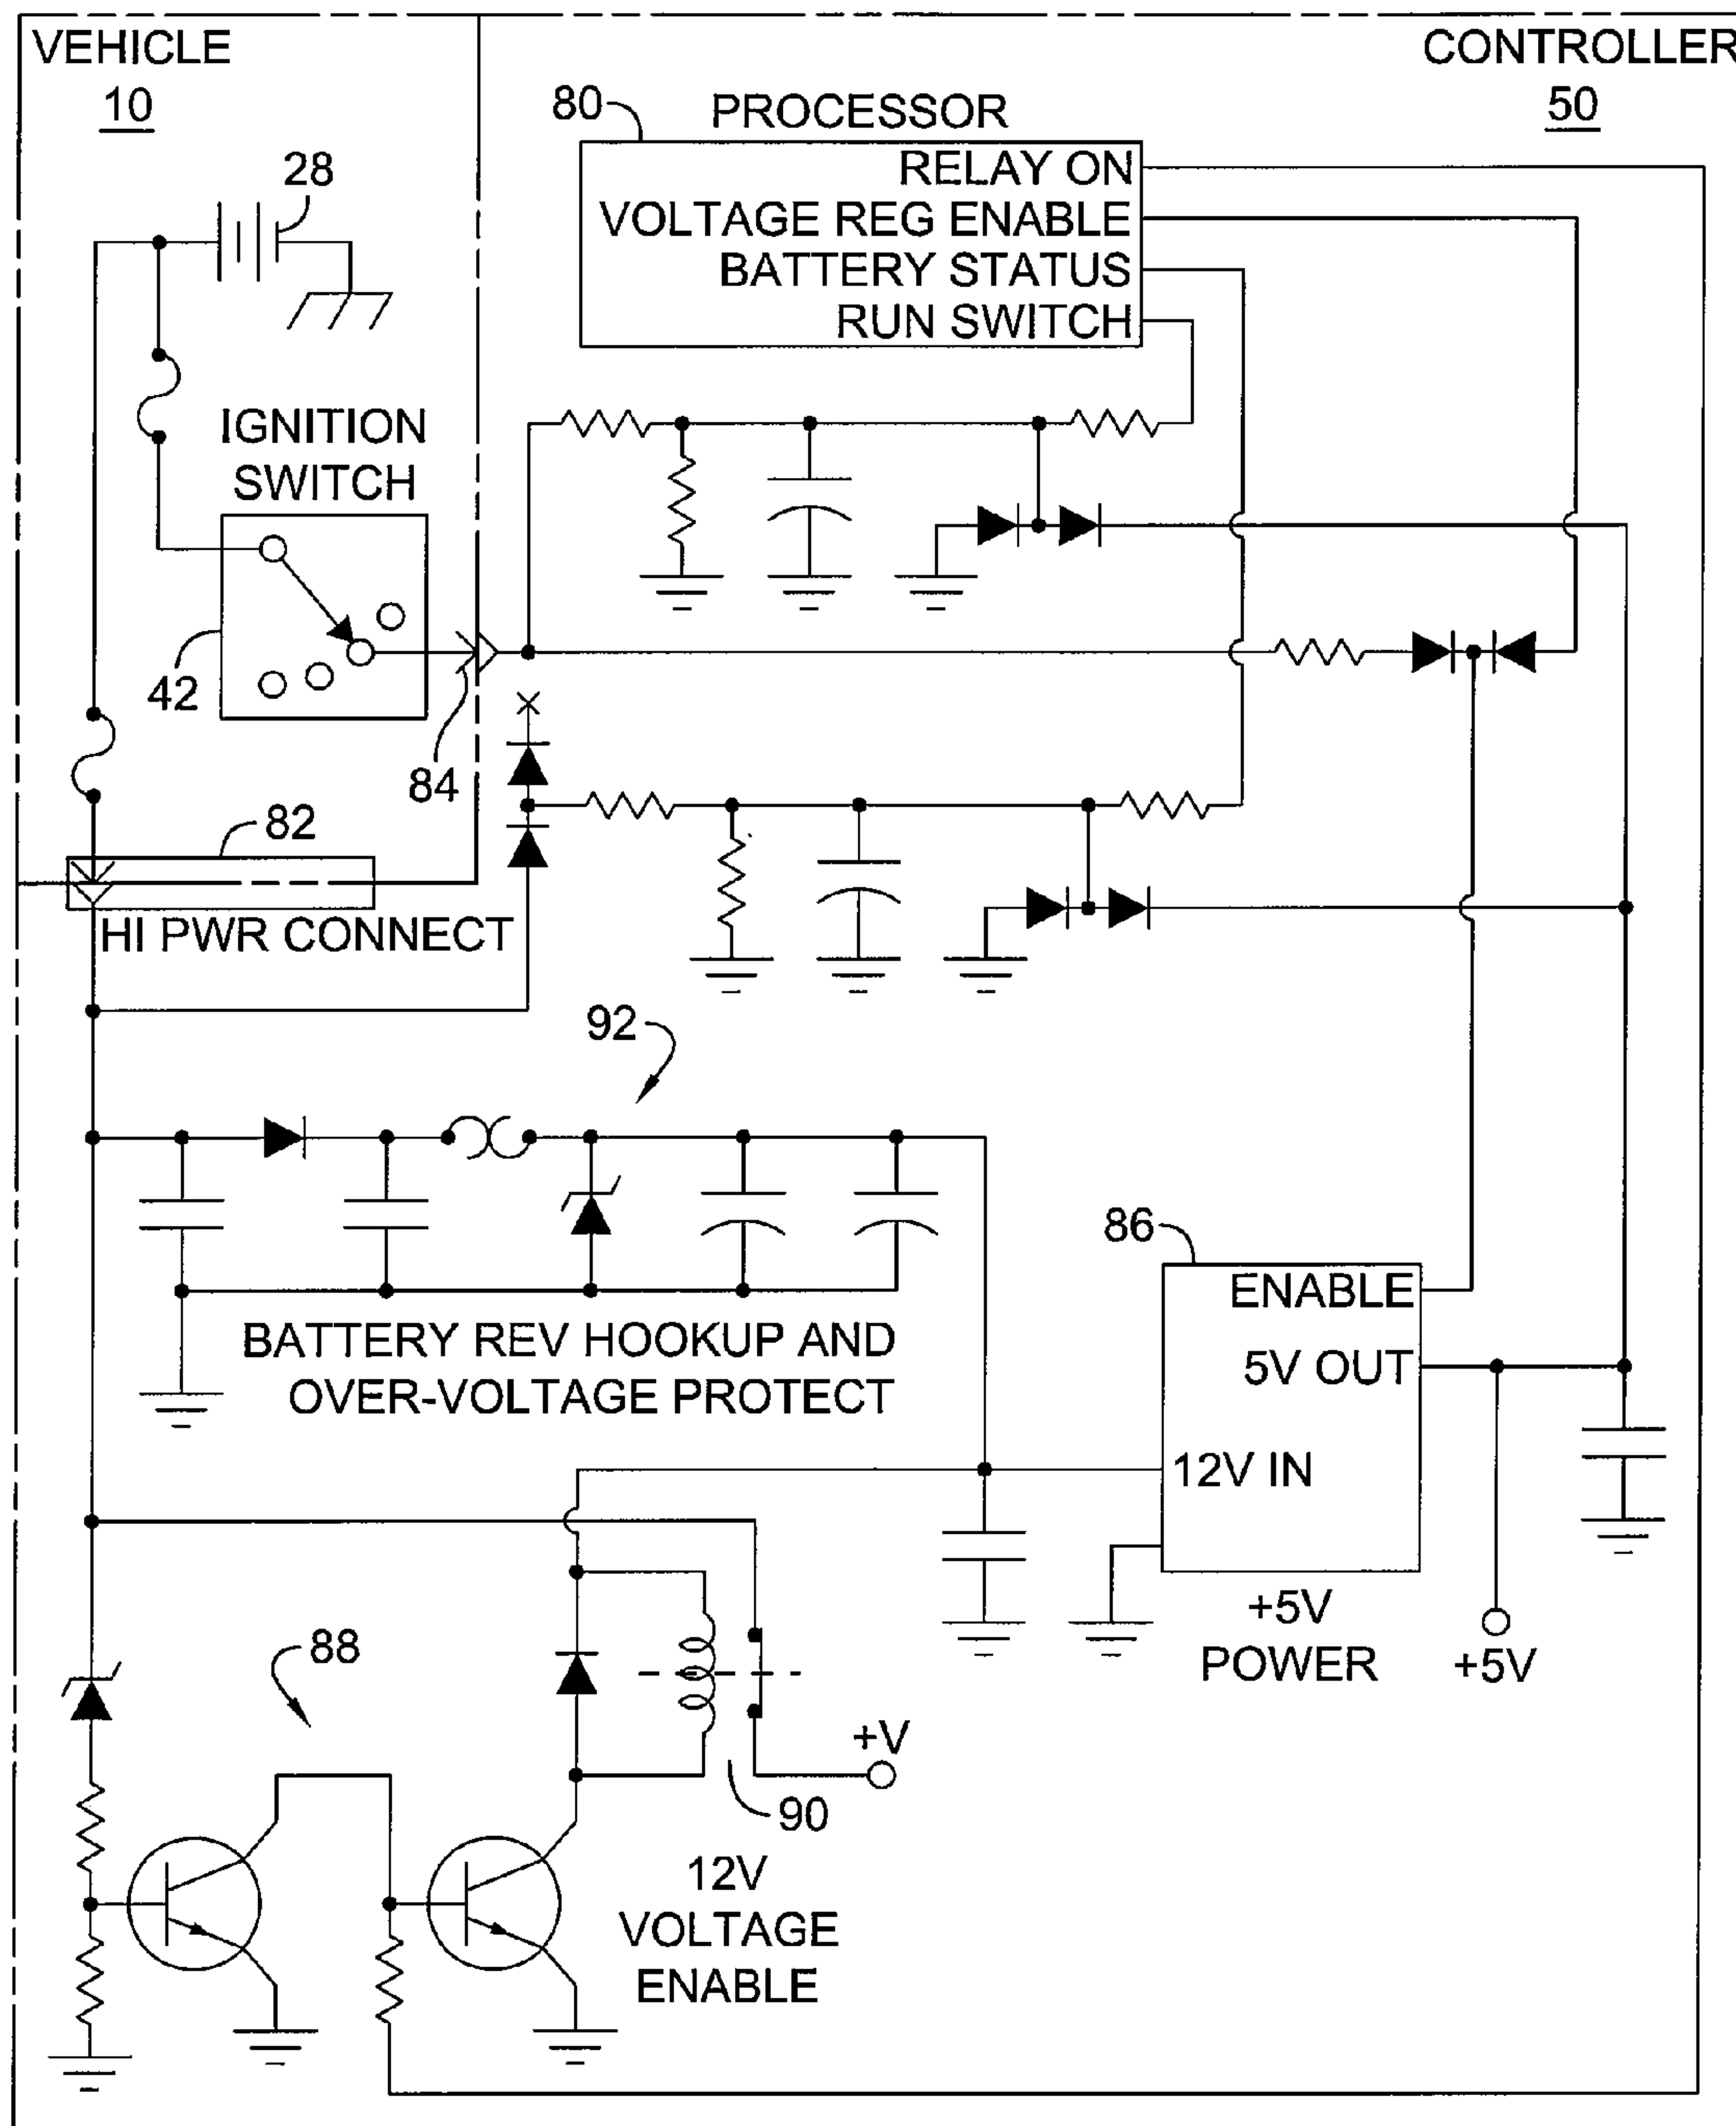 VEHICLE
10
CONTROLLER
50
80
PROCESSOR
RELAY ON
VOLTAGE REG ENABLE
BATTERY STATUS
RUN SWITCH
28
IGNITION
SWITCH
42
84
82
HI PWR CONNECT
92
BATTERY REV HOOKUP AND
OVER-VOLTAGE PROTECT
86
ENABLE
5V OUT
12V IN
+5V
POWER
+5V
88
+V
90
12V
VOLTAGE
ENABLE